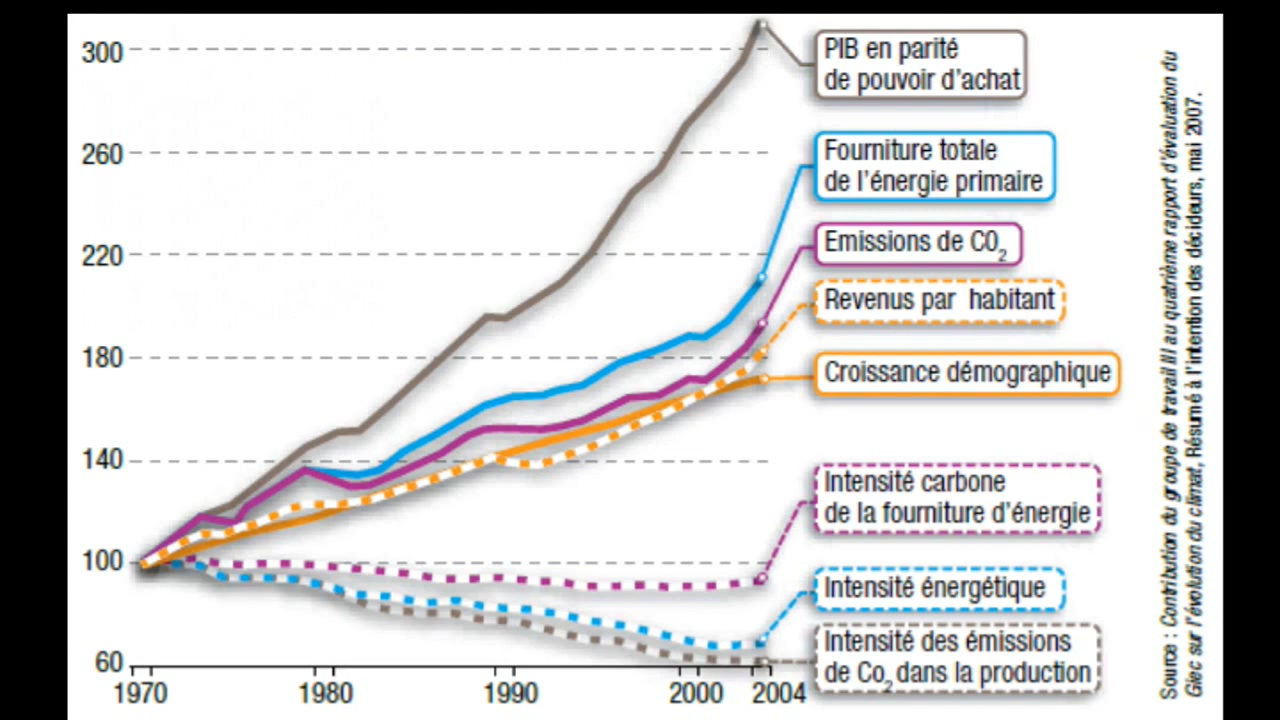 300
260
220
180
140
100
60
1970
1980
1990
2000
2004
PIB en parité
de pouvoir d'achat
Fourniture totale
de l'énergie primaire
Emissions de CO₂
Revenus par habitant
Croissance démographique
Intensité carbone
de la fourniture d'énergie
Intensité énergétique
Intensité des émissions
de Co₂ dans la production
Source : Contribution du groupe de travail III au quatrième rapport d'évaluation du
Giec sur l'évolution du climat, Résumé à l'intention des décideurs, mai 2007.